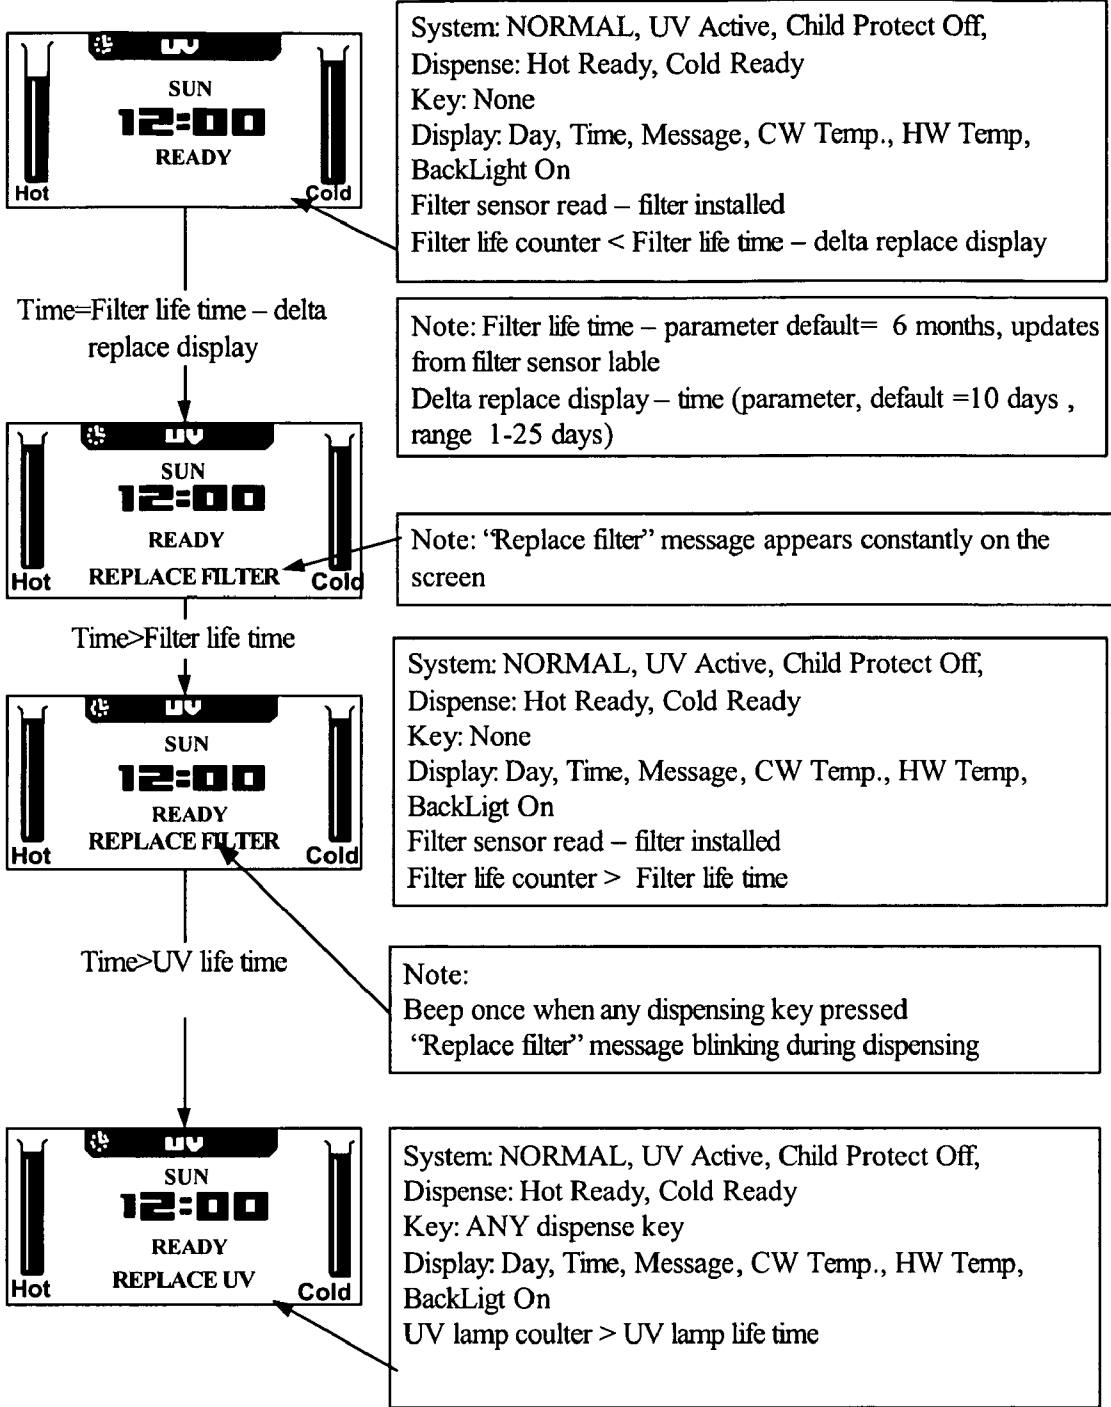 UV
SUN
12:00
READY
Hot
Cold
System: NORMAL, UV Active, Child Protect Off,
Dispense: Hot Ready, Cold Ready
Key: None
Display: Day, Time, Message, CW Temp., HW Temp,
BackLight On
Filter sensor read – filter installed
Filter life counter < Filter life time – delta replace display
Time=Filter life time – delta
replace display
Note: Filter life time – parameter default= 6 months, updates
from filter sensor lable
Delta replace display – time (parameter, default =10 days ,
range 1-25 days)
UV
SUN
12:00
READY
REPLACE FILTER
Hot
Cold
Note: “Replace filter” message appears constantly on the
screen
Time>Filter life time
UV
SUN
12:00
READY
REPLACE FILTER
Hot
Cold
System: NORMAL, UV Active, Child Protect Off,
Dispense: Hot Ready, Cold Ready
Key: None
Display: Day, Time, Message, CW Temp., HW Temp,
BackLigt On
Filter sensor read – filter installed
Filter life counter > Filter life time
Time>UV life time
Note:
Beep once when any dispensing key pressed
“Replace filter” message blinking during dispensing
UV
SUN
12:00
READY
REPLACE UV
Hot
Cold
System: NORMAL, UV Active, Child Protect Off,
Dispense: Hot Ready, Cold Ready
Key: ANY dispense key
Display: Day, Time, Message, CW Temp., HW Temp,
BackLigt On
UV lamp coulter > UV lamp life time